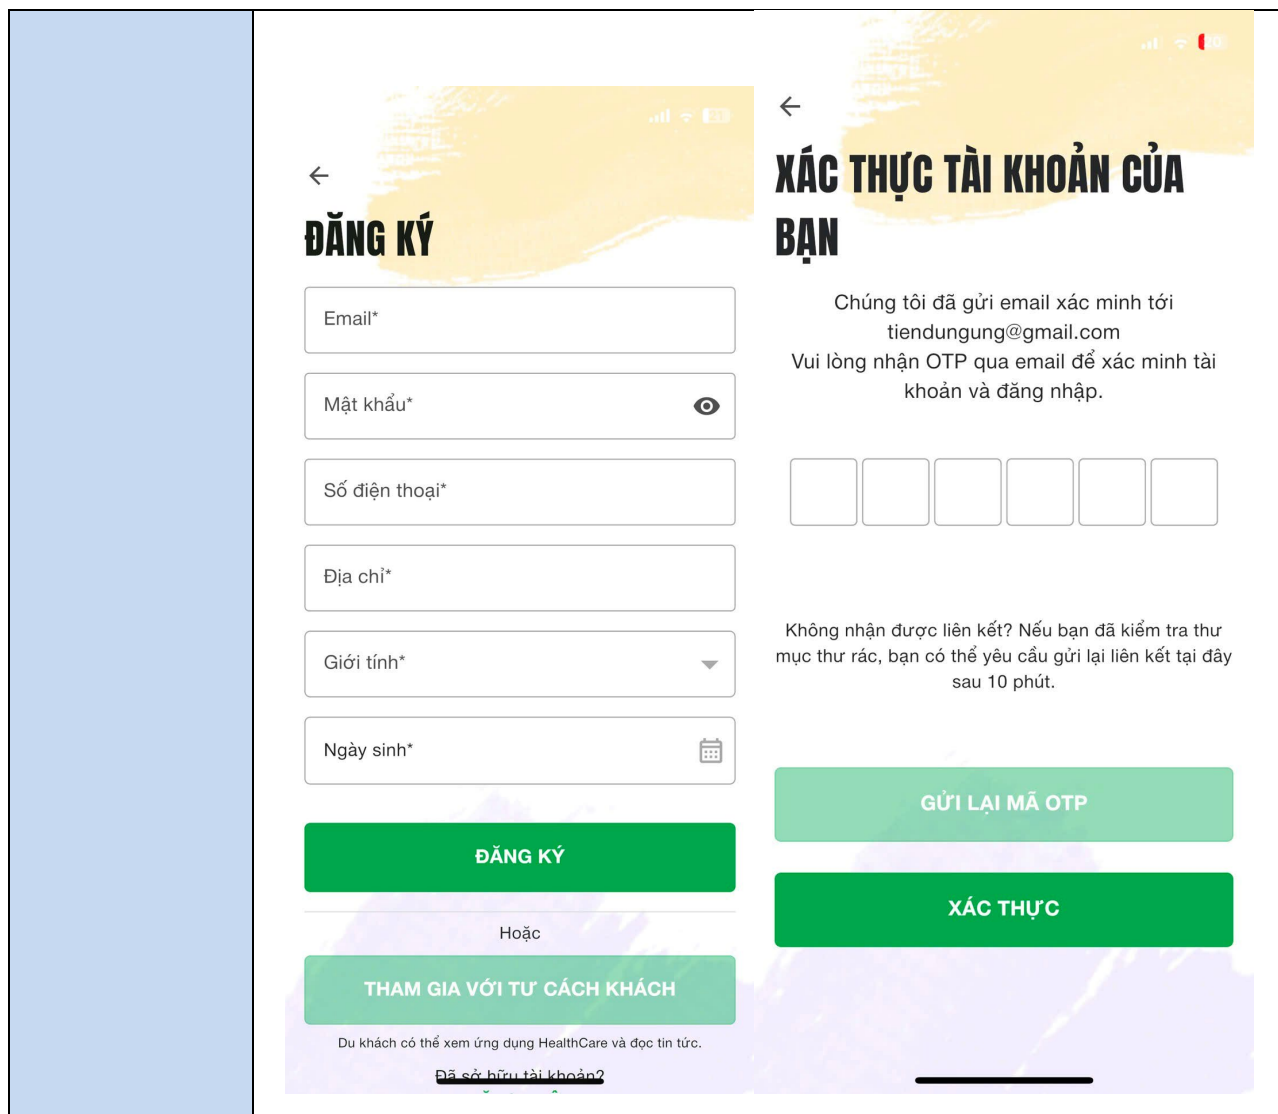 21
ĐĂNG KÝ
Email*
Mật khẩu*
Số điện thoại*
Địa chỉ*
Giới tính*
Ngày sinh*
ĐĂNG KÝ
Hoặc
THAM GIA VỚI TƯ CÁCH KHÁCH
Du khách có thể xem ứng dụng HealthCare và đọc tin tức.
Đã sở hữu tài khoản?
20
XÁC THỰC TÀI KHOẢN CỦA
BẠN
Chúng tôi đã gửi email xác minh tới
tiendungung@gmail.com
Vui lòng nhận OTP qua email để xác minh tài
khoản và đăng nhập.
Không nhận được liên kết? Nếu bạn đã kiểm tra thư
mục thư rác, bạn có thể yêu cầu gửi lại liên kết tại đây
sau 10 phút.
GỬI LẠI MÃ OTP
XÁC THỰC